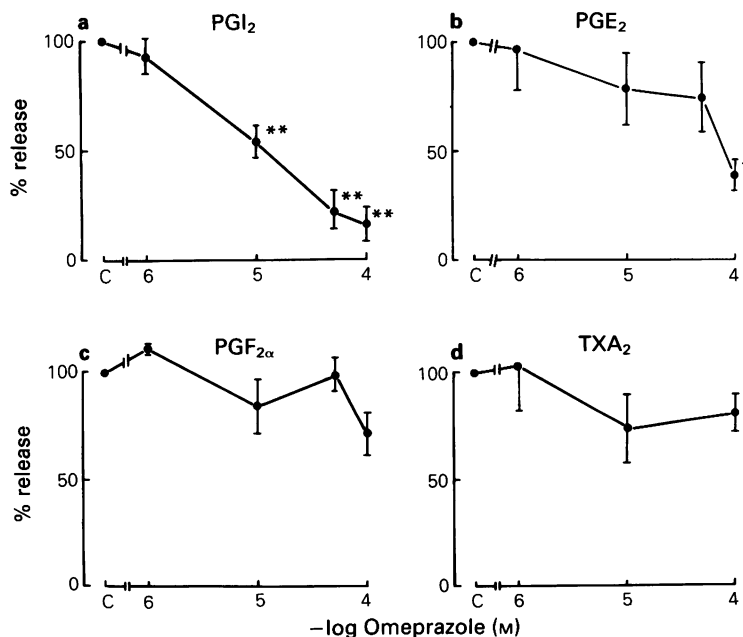 a PGI₂
100
50
0
% release
**
**
**
C 6 5 4
b PGE₂
100
50
0
C 6 5 4
c PGF₂α
100
50
0
% release
C 6 5 4
d TXA₂
100
50
0
C 6 5 4
−log Omeprazole (M)